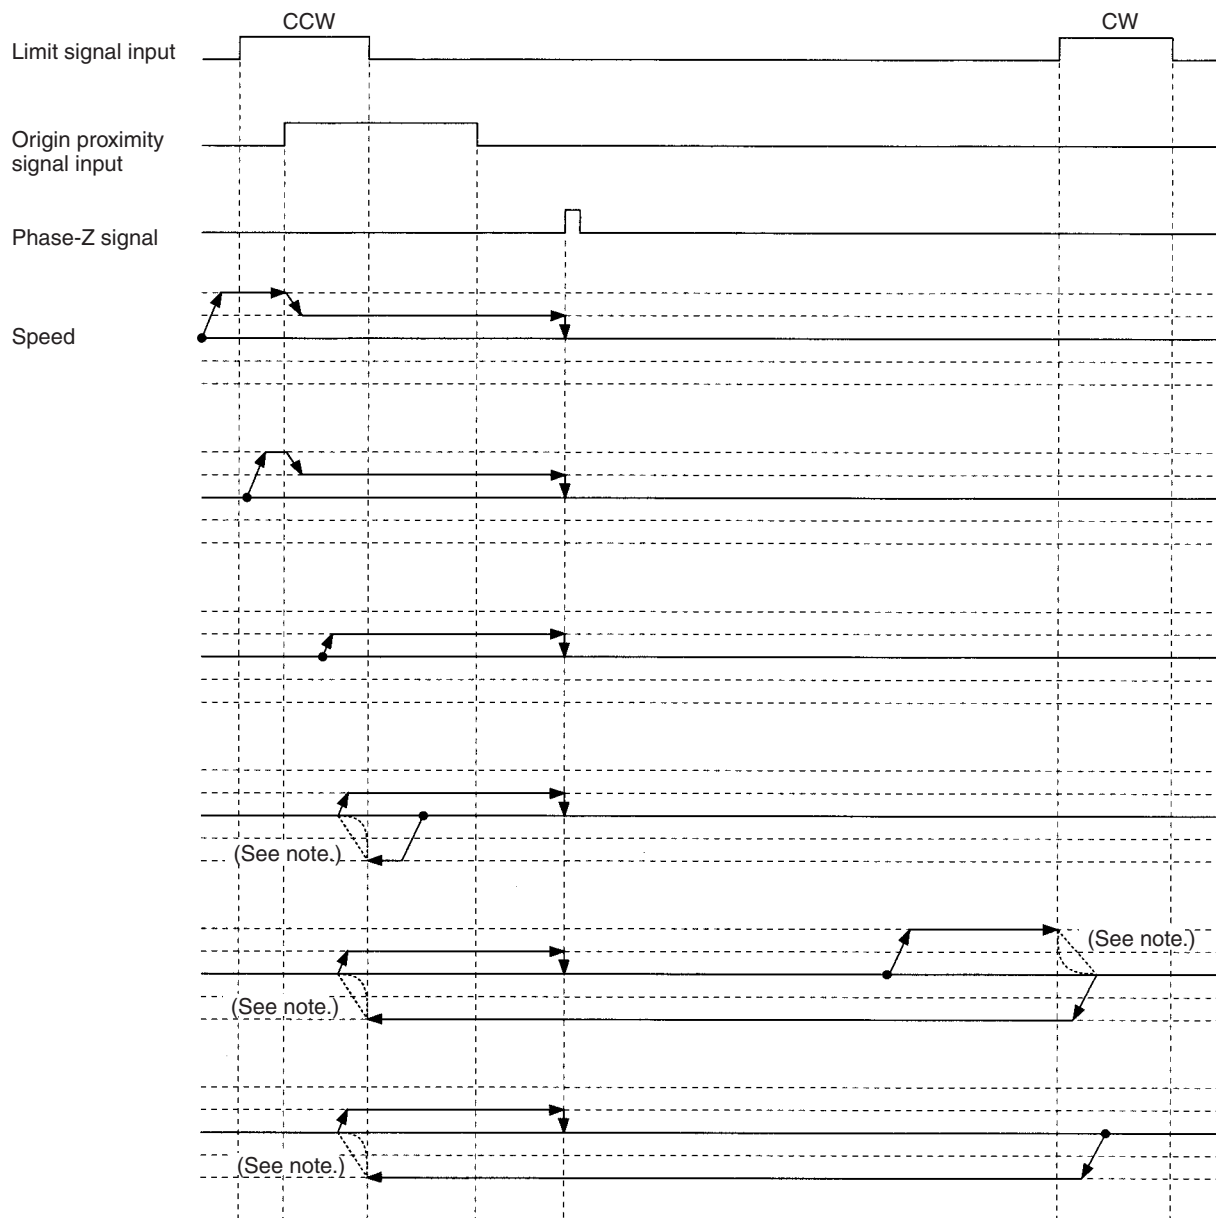 CCW
CW
Limit signal input
Origin proximity
signal input
Phase-Z signal
Speed
(See note.)
(See note.)
(See note.)
(See note.)